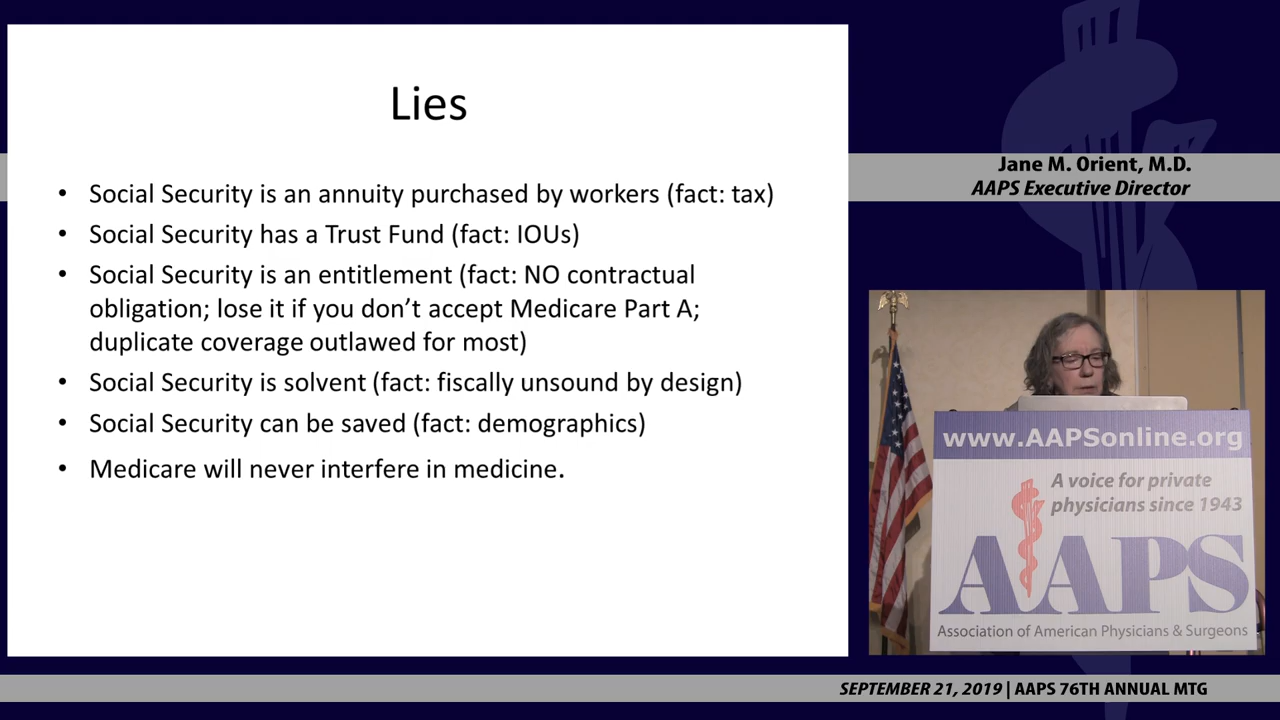 Lies
• Social Security is an annuity purchased by workers (fact: tax)
• Social Security has a Trust Fund (fact: IOUs)
• Social Security is an entitlement (fact: NO contractual
obligation; lose it if you don’t accept Medicare Part A;
duplicate coverage outlawed for most)
• Social Security is solvent (fact: fiscally unsound by design)
• Social Security can be saved (fact: demographics)
• Medicare will never interfere in medicine.
Jane M. Orient, M.D.
AAPS Executive Director
www.AAPSonline.org
A voice for private
physicians since 1943
AAPS
Association of American Physicians & Surgeons
SEPTEMBER 21, 2019 | AAPS 76TH ANNUAL MTG